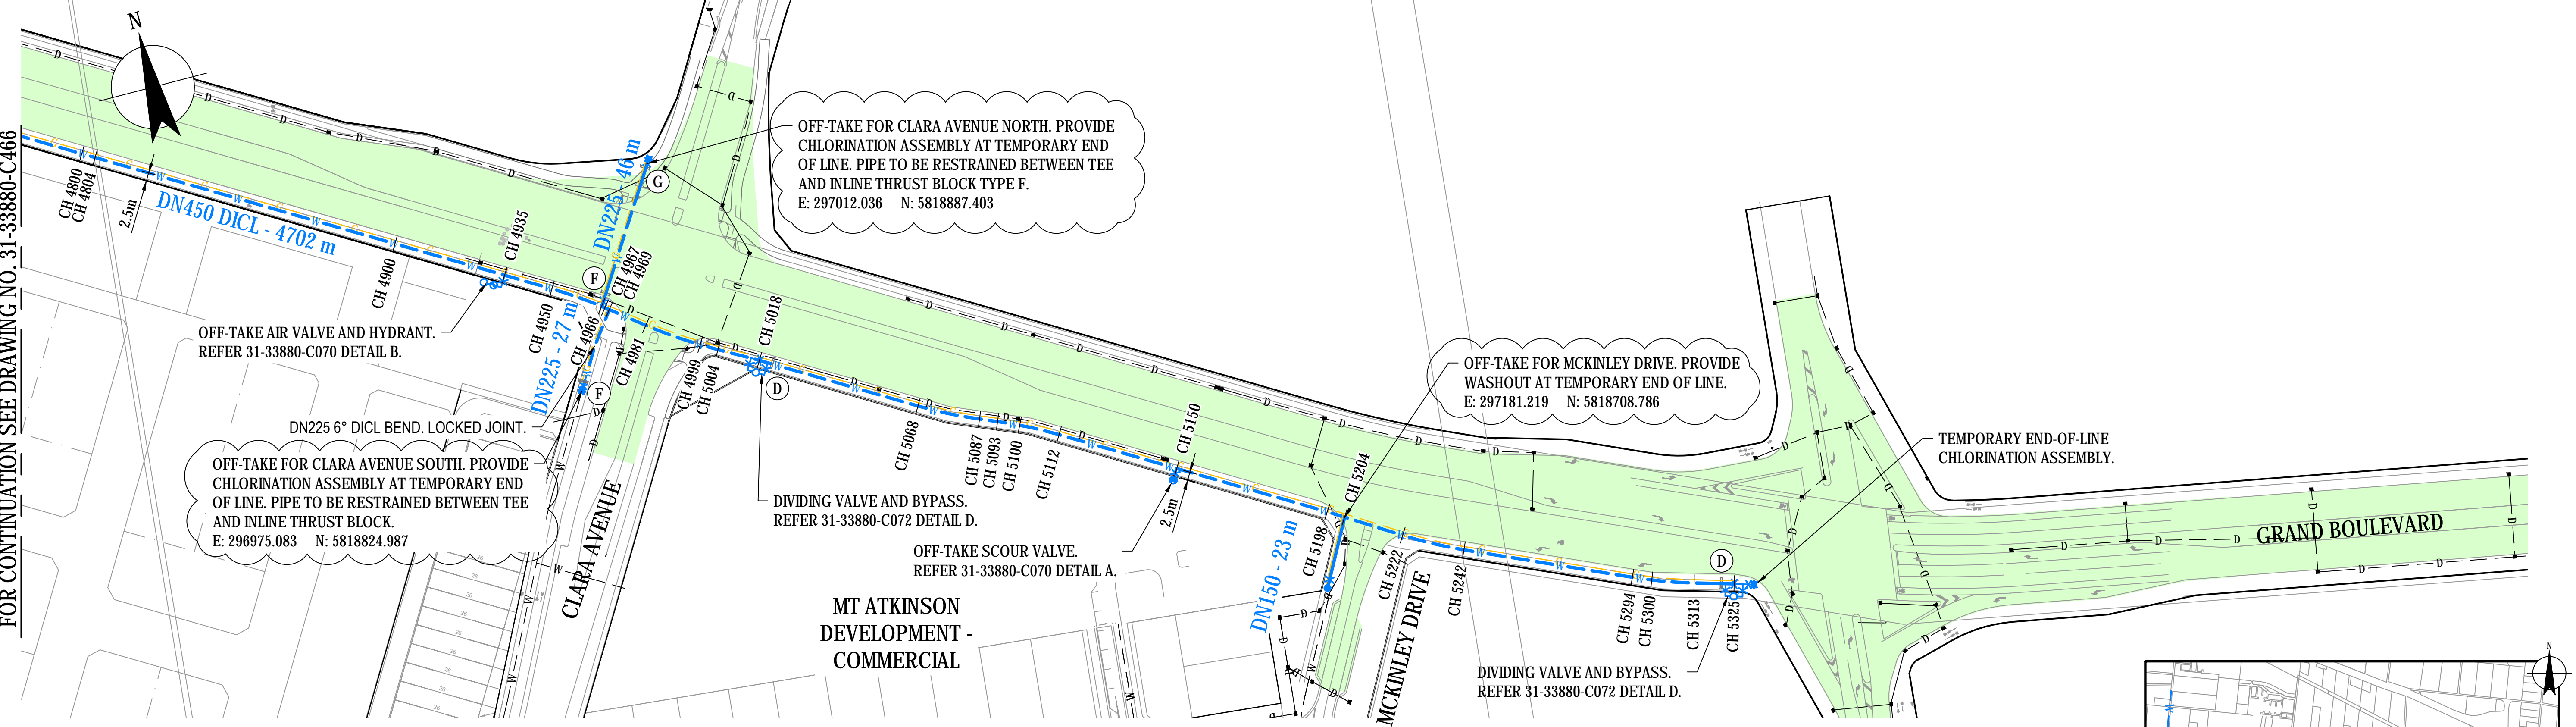 FOR CONTINUATION SEE DRAWING NO. 31-33880-C466
N
CH 4800
CH 4804
2.5m
DN450 DICL - 4702 m
CH 4900
CH 4935
OFF-TAKE AIR VALVE AND HYDRANT.
REFER 31-33880-C070 DETAIL B.
CH 4950
CH 4966
CH 4967
CH 4969
CH 4981
DN225 - 46 m
DN225 - 27 m
G
F
F
OFF-TAKE FOR CLARA AVENUE NORTH. PROVIDE
CHLORINATION ASSEMBLY AT TEMPORARY END
OF LINE. PIPE TO BE RESTRAINED BETWEEN TEE
AND INLINE THRUST BLOCK TYPE F.
E: 297012.036 N: 5818887.403
DN225 6° DICL BEND. LOCKED JOINT.
OFF-TAKE FOR CLARA AVENUE SOUTH. PROVIDE
CHLORINATION ASSEMBLY AT TEMPORARY END
OF LINE. PIPE TO BE RESTRAINED BETWEEN TEE
AND INLINE THRUST BLOCK.
E: 296975.083 N: 5818824.987
CLARA AVENUE
CH 4999
CH 5004
CH 5018
D
DIVIDING VALVE AND BYPASS.
REFER 31-33880-C072 DETAIL D.
CH 5068
CH 5087
CH 5093
CH 5100
CH 5112
CH 5150
2.5m
OFF-TAKE SCOUR VALVE.
REFER 31-33880-C070 DETAIL A.
MT ATKINSON
DEVELOPMENT -
COMMERCIAL
OFF-TAKE FOR MCKINLEY DRIVE. PROVIDE
WASHOUT AT TEMPORARY END OF LINE.
E: 297181.219 N: 5818708.786
CH 5198
CH 5204
DN150 - 23 m
CH 5222
CH 5242
MCKINLEY DRIVE
CH 5294
CH 5300
CH 5313
CH 5325
D
DIVIDING VALVE AND BYPASS.
REFER 31-33880-C072 DETAIL D.
TEMPORARY END-OF-LINE
CHLORINATION ASSEMBLY.
GRAND BOULEVARD
N